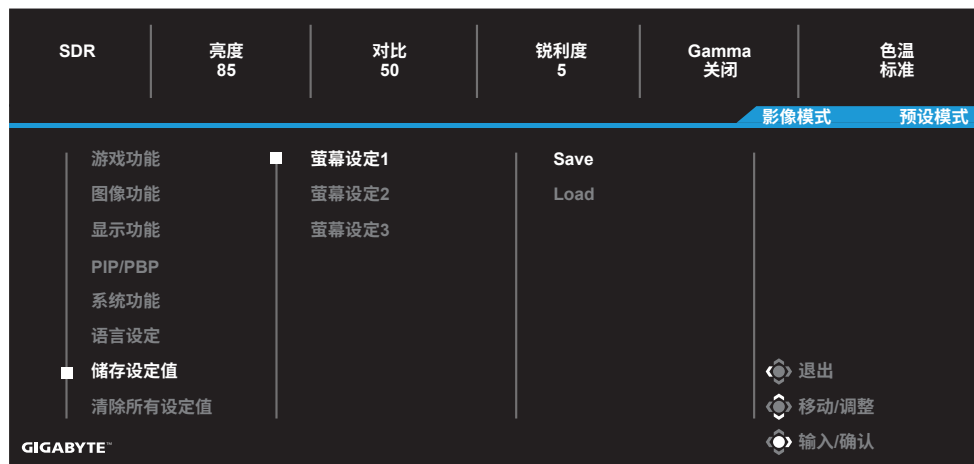 SDR
亮度
85
对比
50
锐利度
5
Gamma
关闭
色温
标准
影像模式 预设模式
游戏功能
图像功能
显示功能
PIP/PBP
系统功能
语言设定
储存设定值
清除所有设定值
萤幕设定1
萤幕设定2
萤幕设定3
Save
Load
退出
移动/调整
输入/确认
GIGABYTE™